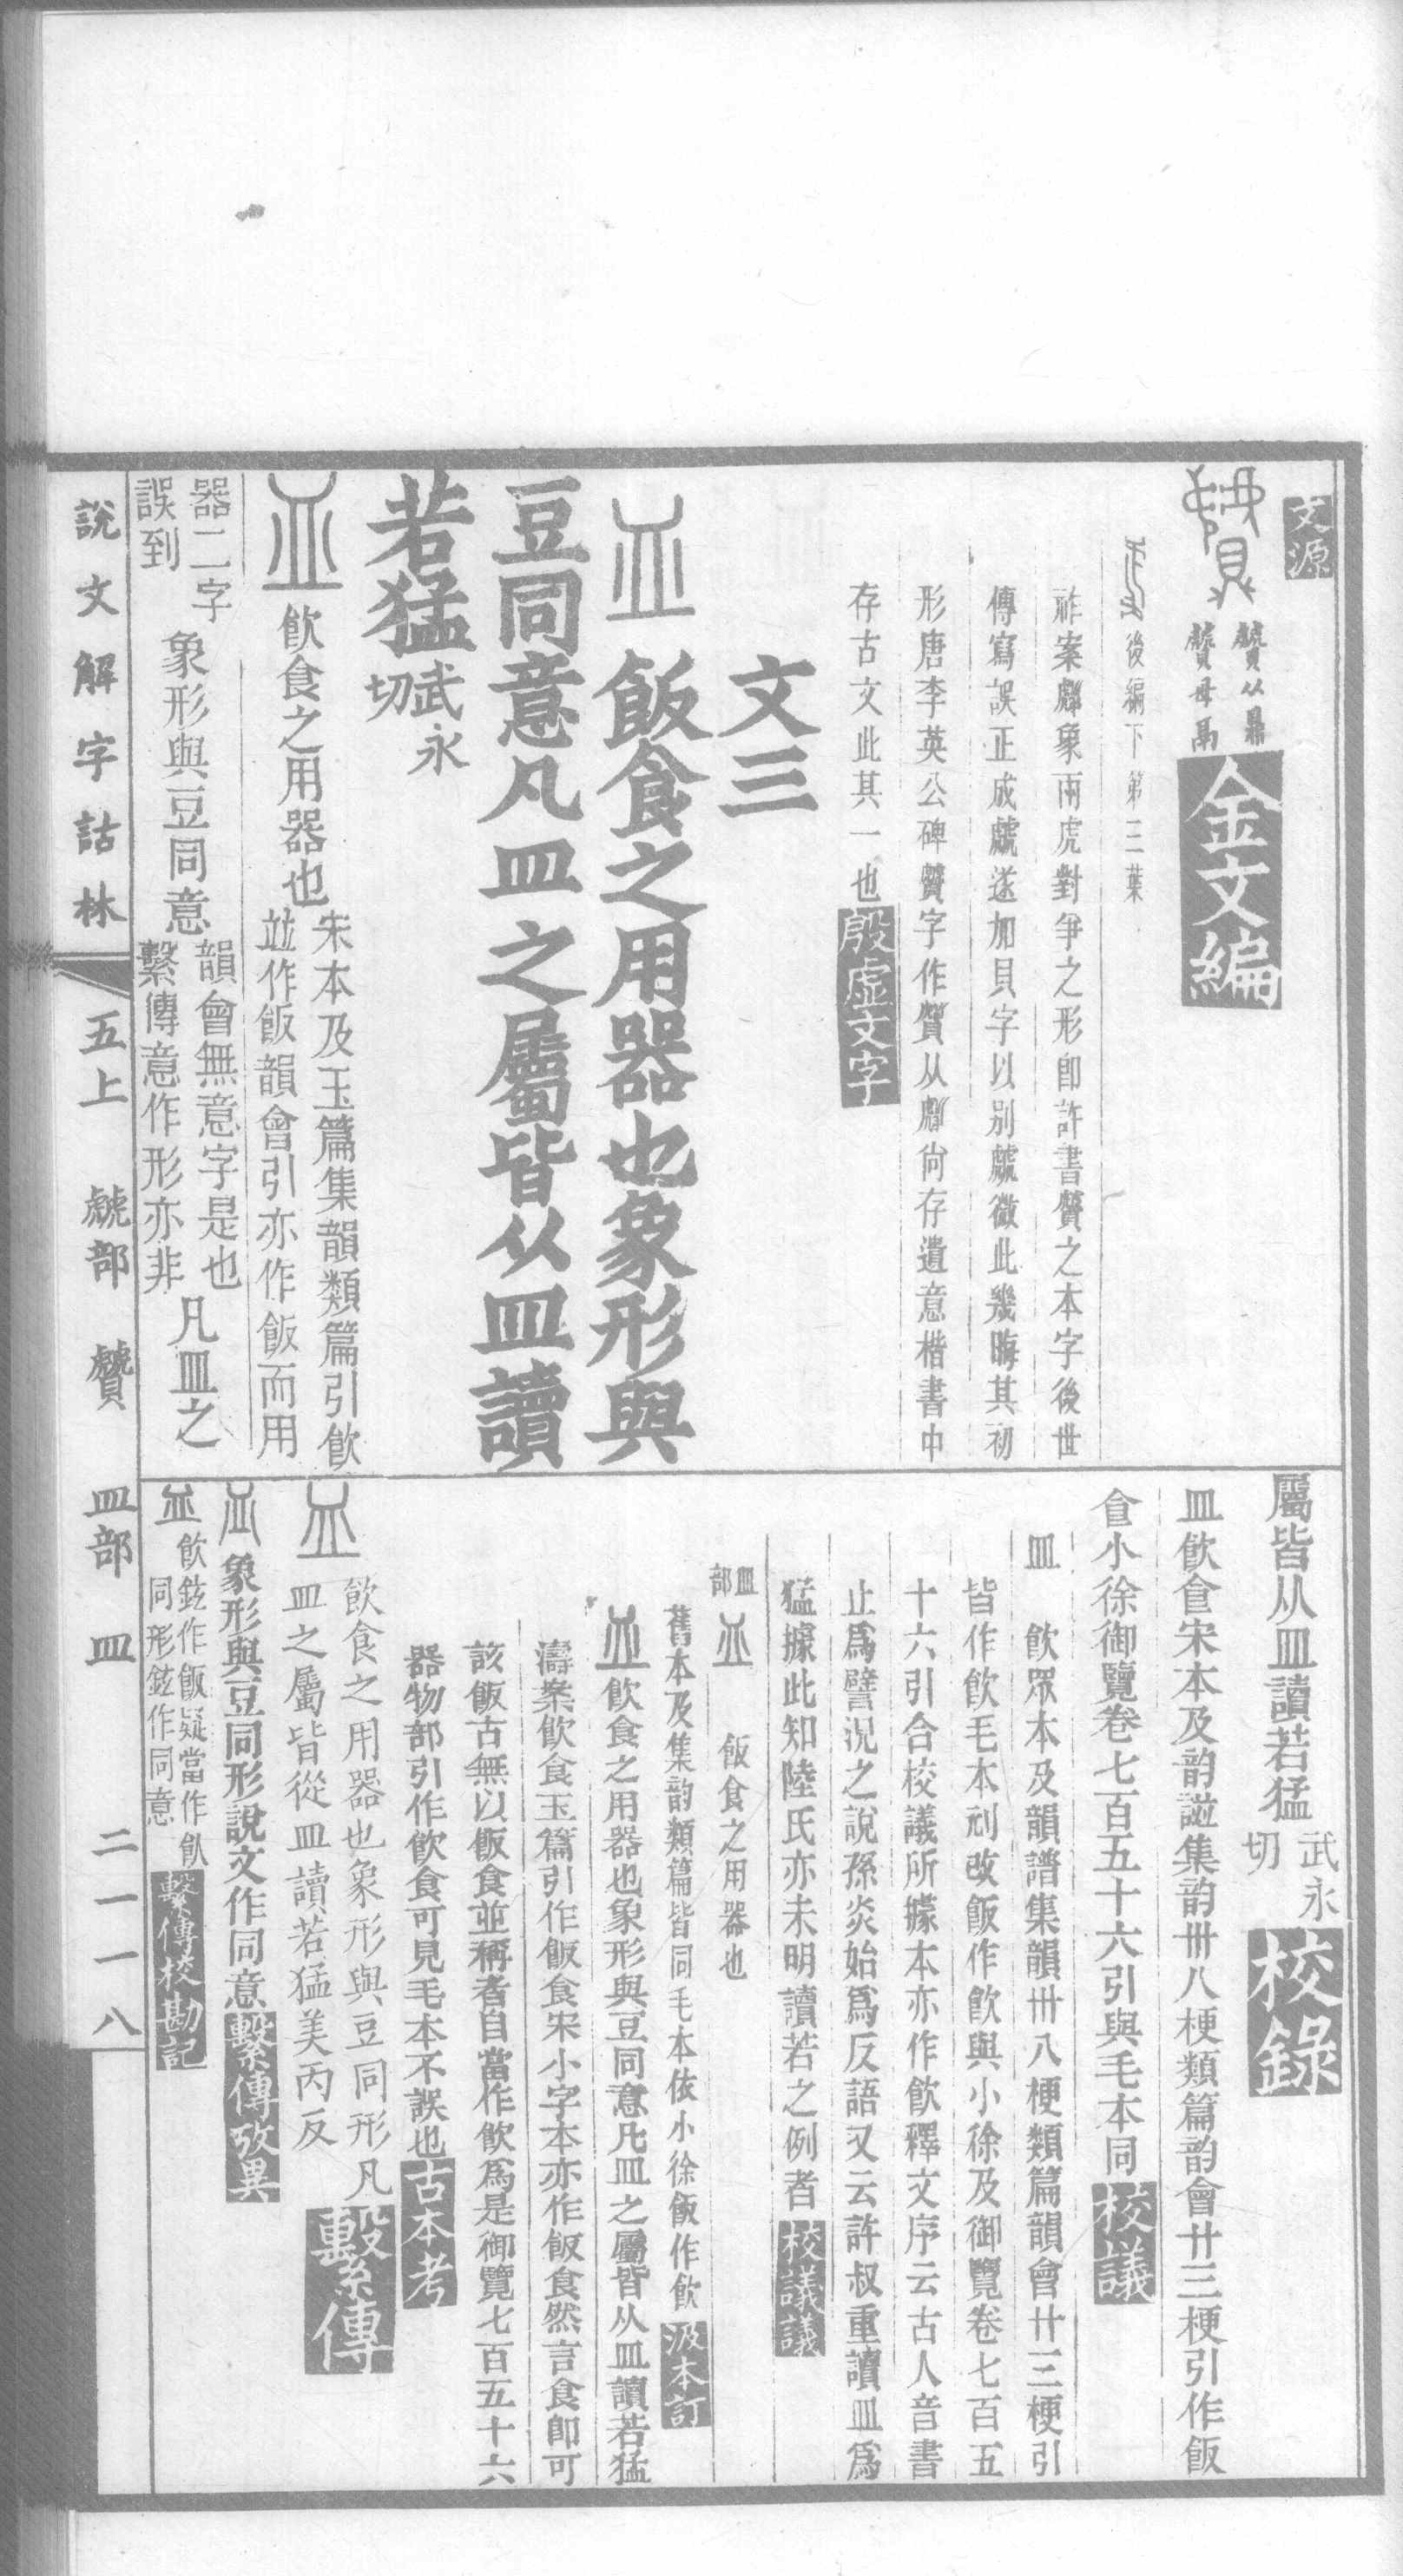 文源
贙从鼎 贙母鬲 金文編
後編下第三葉
祚案虤象兩虎對爭之形即許書贙之本字後世
傳寫誤正成虤遂加貝字以別虤微此幾晦其初
形唐李英公碑贊字作賛从虤尙存遺意楷書中
存古文此其一也殷虛文字
文三
飯食之用器也象形與
豆同意凡皿之屬皆从皿讀
若猛武永切
飲食之用器也宋本及玉篇集韻類篇引飲
並作飯韻會引亦作飯而用
器二字
誤到象形與豆同意韻會無意字是也
繫傳意作形亦非凡皿之
屬皆从皿讀若猛武永切校錄
皿飲食宋本及韵譜集韵卅八梗類篇韵會廿三梗引作飯
食小徐御覽卷七百五十六引與毛本同校議
皿 飲眾本及韻譜集韻卅八梗類篇韻會廿三梗引
皆作飲毛本刓改飯作飲與小徐及御覽卷七百五
十六引合校議所據本亦作飲釋文序云古人音書
止爲譬況之說孫炎始爲反語又云許叔重讀皿爲
猛據此知陸氏亦未明讀若之例者校議議
皿部 飯食之用器也
舊本及集韵類篇皆同毛本依小徐飯作飲汲本訂
飲食之用器也象形與豆同意凡皿之屬皆从皿讀若猛
濤案飲食玉篇引作飯食宋小字本亦作飯食然言食即可
該飯古無以飯食並稱者自當作飲爲是御覽七百五十六
器物部引作飲食可見毛本不誤也古本考
飲食之用器也象形與豆同形凡
皿之屬皆從皿讀若猛美丙反繫傳
象形與豆同形說文作同意繫傳攷異
飲鉉作飯疑當作飤
同形鉉作同意繫傳校勘記
說文解字詁林 五上 虤部 贙 皿部 皿 二一一八